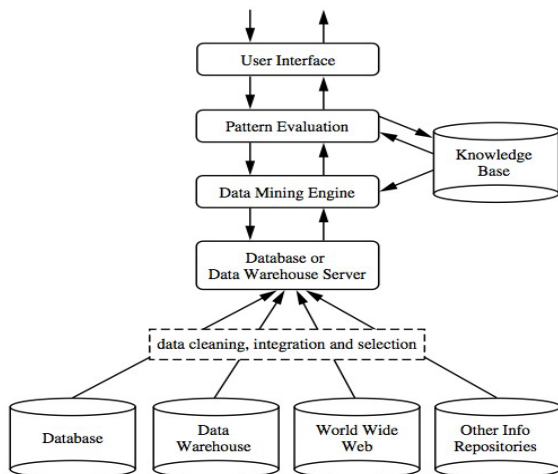 User Interface
Pattern Evaluation
Knowledge
Base
Data Mining Engine
Database or
Data Warehouse Server
data cleaning, integration and selection
Database
Data
Warehouse
World Wide
Web
Other Info
Repositories